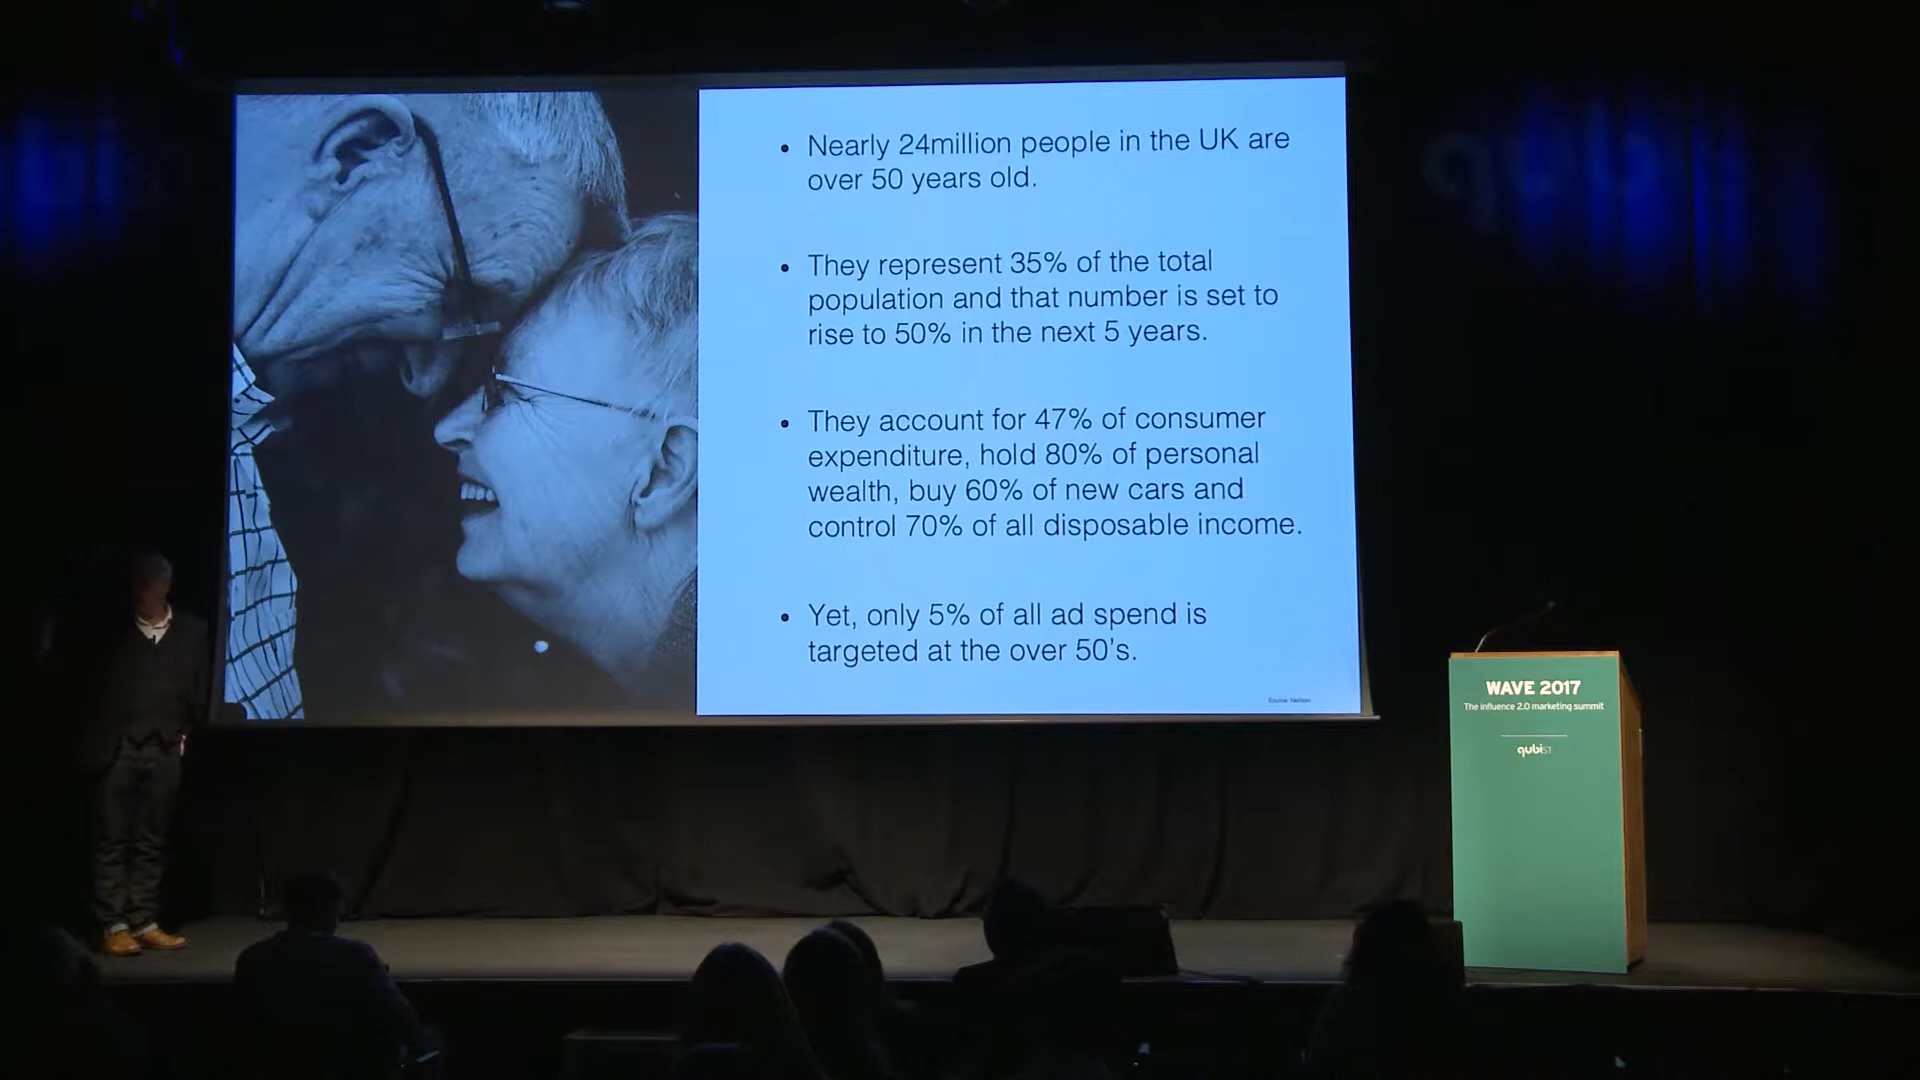 • Nearly 24million people in the UK are
over 50 years old.
• They represent 35% of the total
population and that number is set to
rise to 50% in the next 5 years.
• They account for 47% of consumer
expenditure, hold 80% of personal
wealth, buy 60% of new cars and
control 70% of all disposable income.
• Yet, only 5% of all ad spend is
targeted at the over 50's.
WAVE 2017
The influence 2.0 marketing summit
qubist